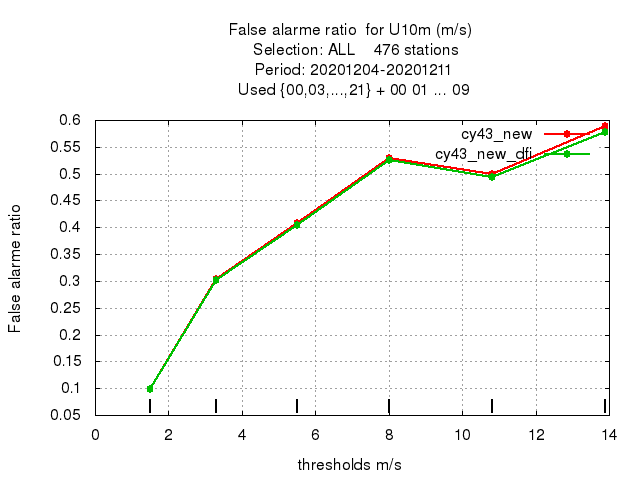 False alarme ratio  for U10m (m/s)
Selection: ALL    476 stations
Period: 20201204-20201211
Used {00,03,...,21} + 00 01 ... 09
0.6
0.55
0.5
0.45
0.4
0.35
0.3
0.25
0.2
0.15
0.1
0.05
False alarme ratio
cy43_new
cy43_new_dfi
0 2 4 6 8 10 12 14
thresholds m/s